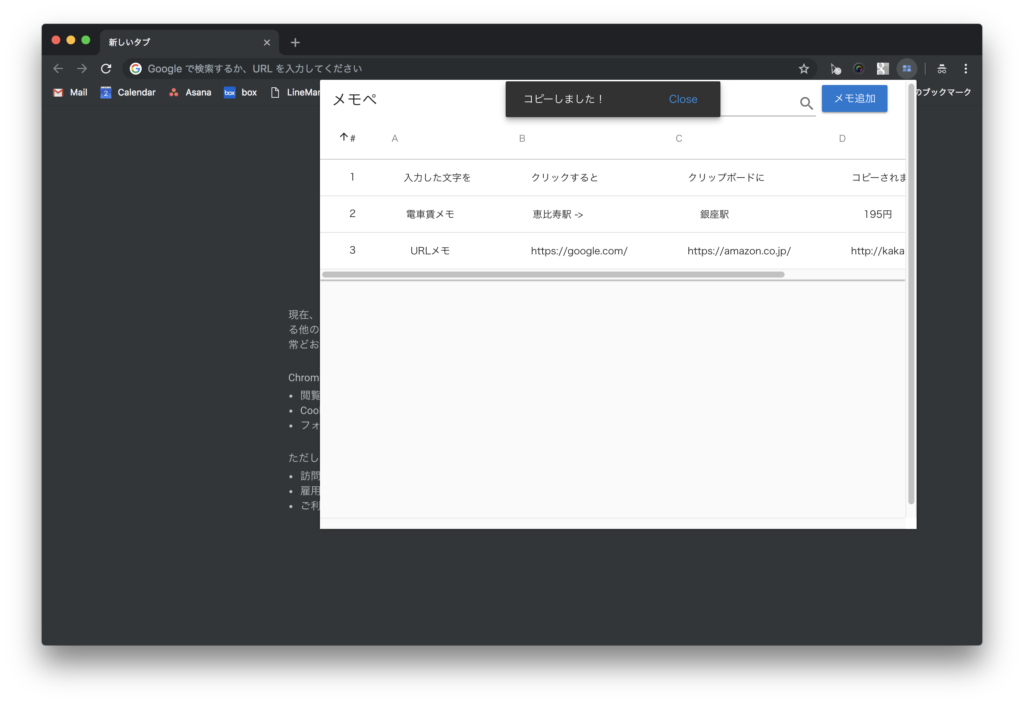 新しいタブ
Google で検索するか、URL を入力してください
Mail Calendar Asana box LineMar のブックマーク
メモペ コピーしました！ Close メモ追加
# A B C D
1 入力した文字を クリックすると クリップボードに コピーされま
2 電車賃メモ 恵比寿駅 -> 銀座駅 195円
3 URLメモ https://google.com/ https://amazon.co.jp/ http://kaka
現在、
る他の
常どお
Chrom
• 閲覧
• Coo
• フォ
ただし
• 訪問
• 雇用
• ご利